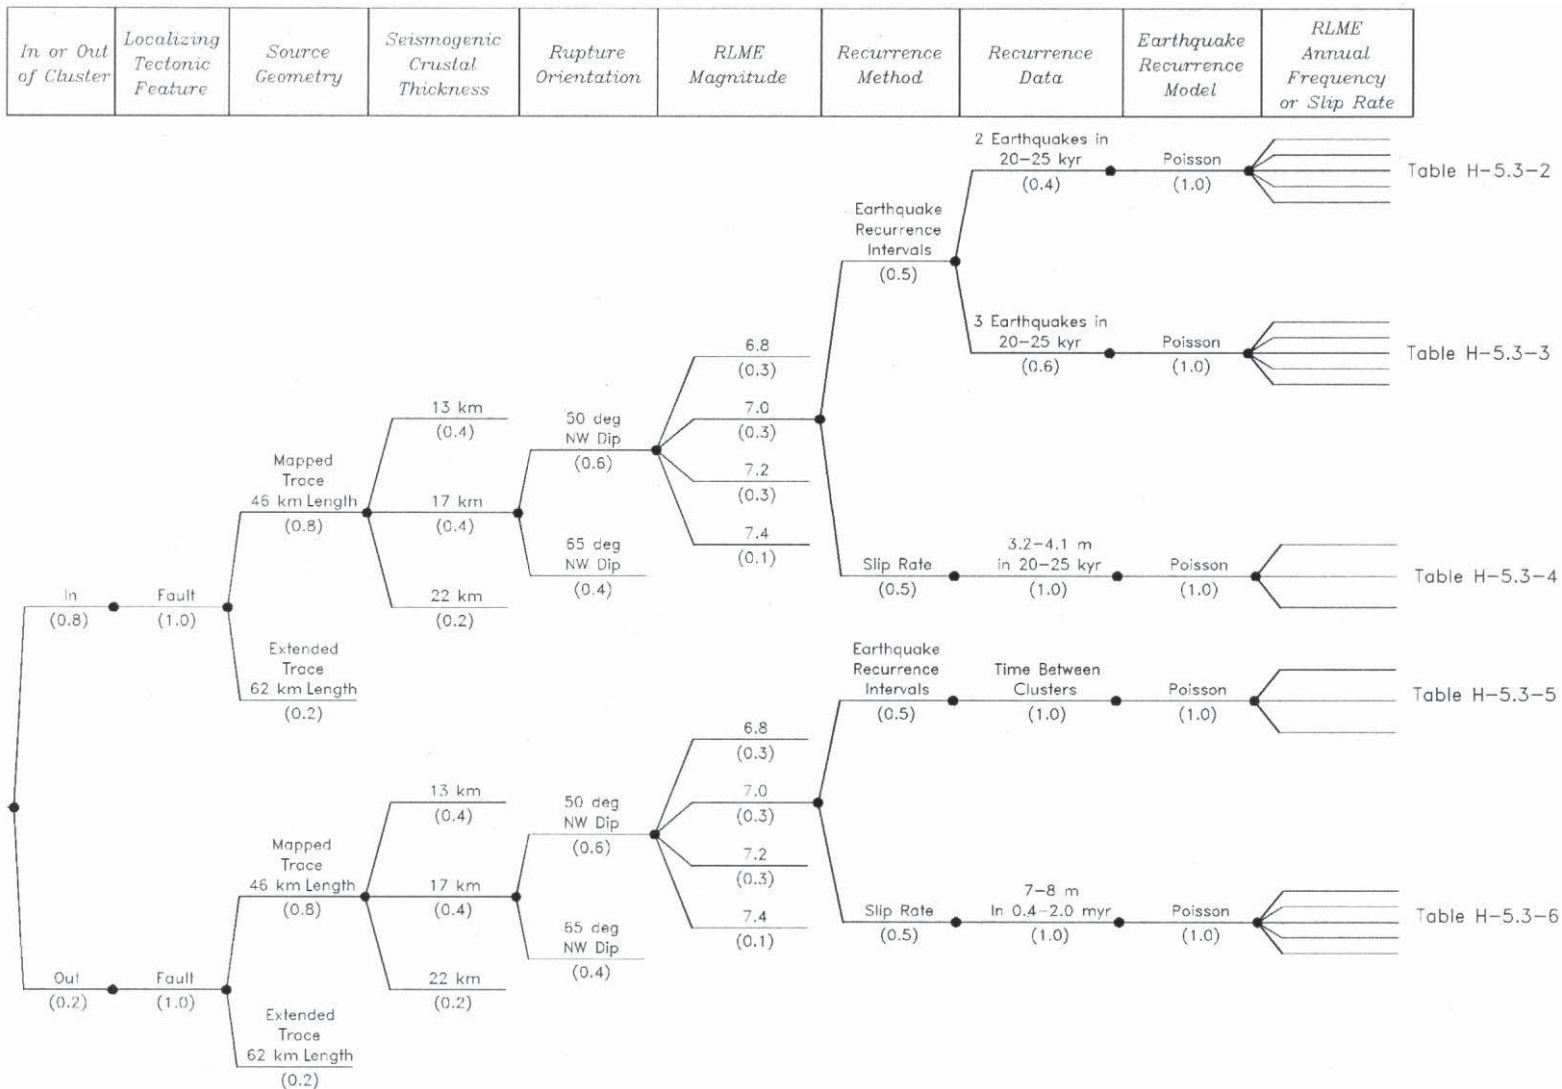 In or Out
of Cluster
Localizing
Tectonic
Feature
Source
Geometry
Seismogenic
Crustal
Thickness
Rupture
Orientation
RLME
Magnitude
Recurrence
Method
Recurrence
Data
Earthquake
Recurrence
Model
RLME
Annual
Frequency
or Slip Rate
In
(0.8)
Fault
(1.0)
Mapped
Trace
46 km Length
(0.8)
Extended
Trace
62 km Length
(0.2)
13 km
(0.4)
17 km
(0.4)
22 km
(0.2)
50 deg
NW Dip
(0.6)
65 deg
NW Dip
(0.4)
6.8
(0.3)
7.0
(0.3)
7.2
(0.3)
7.4
(0.1)
Earthquake
Recurrence
Intervals
(0.5)
2 Earthquakes in
20-25 kyr
(0.4)
Poisson
(1.0)
Table H-5.3-2
3 Earthquakes in
20-25 kyr
(0.6)
Poisson
(1.0)
Table H-5.3-3
Slip Rate
(0.5)
3.2-4.1 m
in 20-25 kyr
(1.0)
Poisson
(1.0)
Table H-5.3-4
Out
(0.2)
Fault
(1.0)
Mapped
Trace
46 km Length
(0.8)
Extended
Trace
62 km Length
(0.2)
13 km
(0.4)
17 km
(0.4)
22 km
(0.2)
50 deg
NW Dip
(0.6)
65 deg
NW Dip
(0.4)
6.8
(0.3)
7.0
(0.3)
7.2
(0.3)
7.4
(0.1)
Earthquake
Recurrence
Intervals
(0.5)
Time Between
Clusters
(1.0)
Poisson
(1.0)
Table H-5.3-5
Slip Rate
(0.5)
7-8 m
In 0.4-2.0 myr
(1.0)
Poisson
(1.0)
Table H-5.3-6